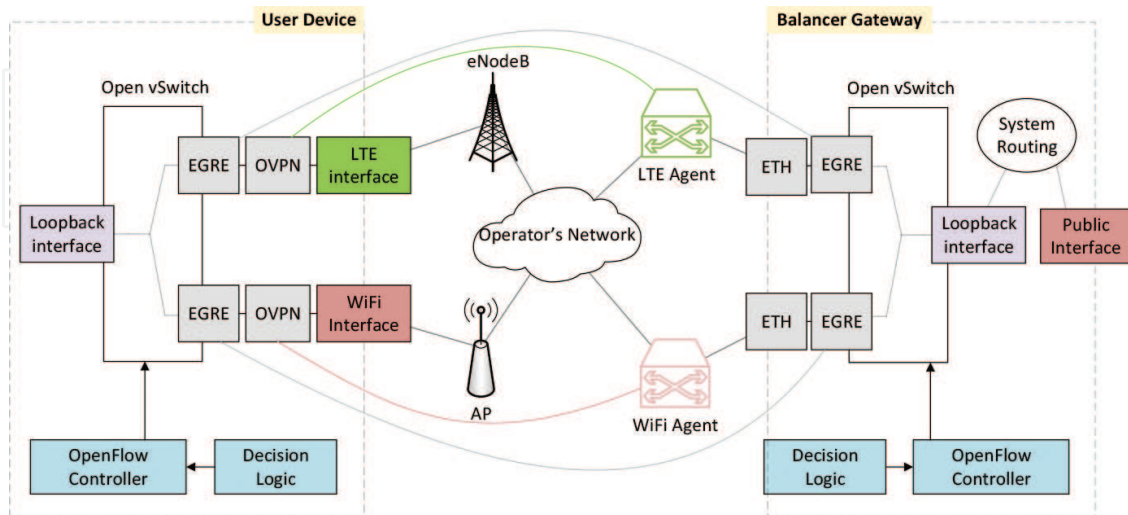 User Device
Balancer Gateway
eNodeB
Open vSwitch
Open vSwitch
System
Routing
EGRE
OVPN
LTE
interface
LTE Agent
ETH
EGRE
Loopback
interface
Operator's Network
Loopback
interface
Public
Interface
EGRE
OVPN
WiFi
Interface
ETH
EGRE
AP
WiFi Agent
OpenFlow
Controller
Decision
Logic
Decision
Logic
OpenFlow
Controller